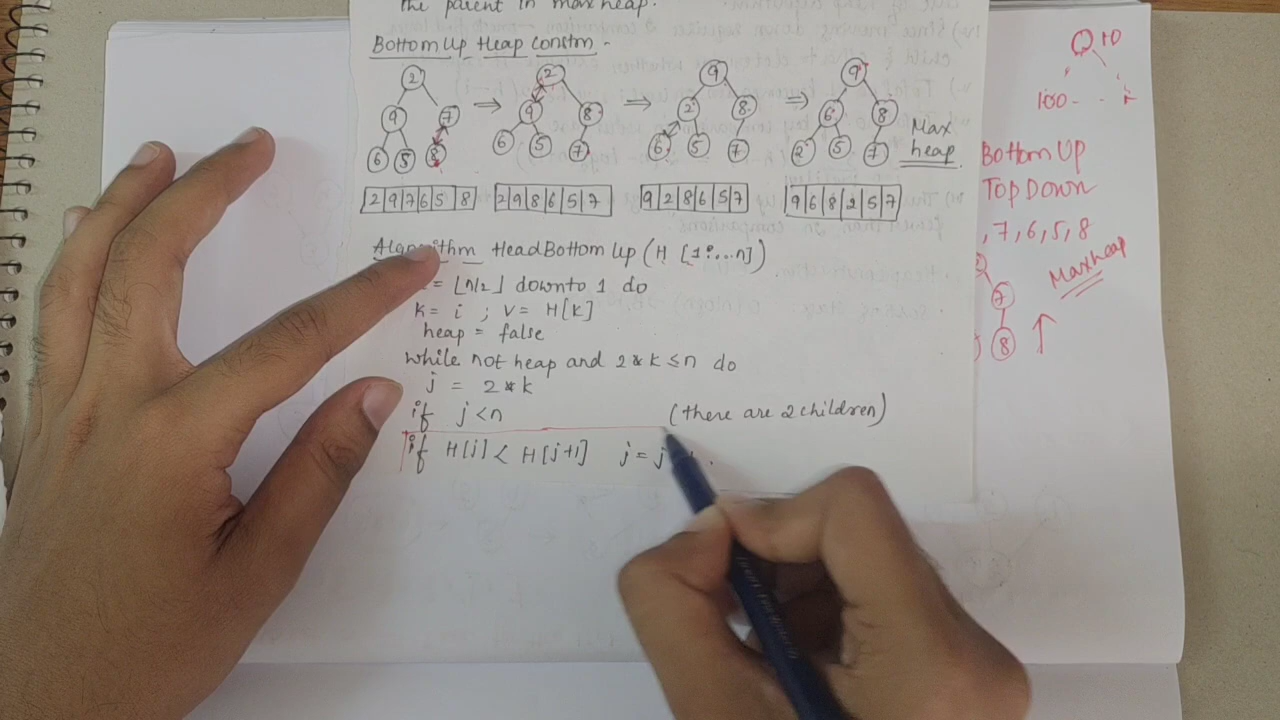 the parent in maxheap.
Bottom Up Heap Constrn -
2 9 7 6 5 8 ⇒ 2 9 8 6 5 7 ⇒ 9 2 8 6 5 7 ⇒ 9 6 8 2 5 7
Max
heap
2 9 7 6 5 8
2 9 8 6 5 7
9 2 8 6 5 7
9 6 8 2 5 7
Algorithm HeadBottom Up (H [1....n])
= ⌊n/2⌋ downto 1 do
k = i ; v = H[k]
heap = false
while not heap and 2*k ≤ n do
j = 2*k
if j<n (there are 2 children)
if H[j] < H[j+1] j = j
10
100
Bottom Up
Top Down
, 7, 6, 5, 8
Maxheap
7
8